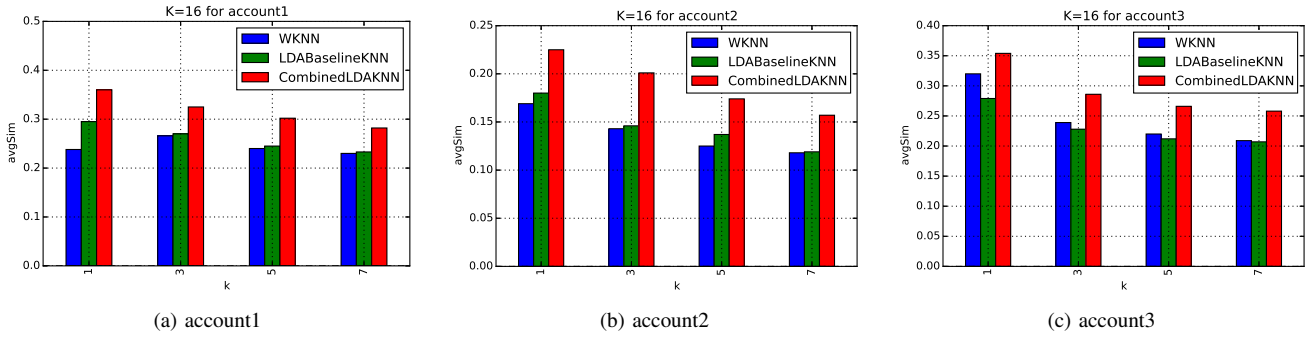 K=16 for account1
0.5
0.4
0.3
0.2
0.1
0.0
avgSim
WKNN
LDABaselineKNN
CombinedLDAKNN
1 3 5 7
k
(a) account1
K=16 for account2
0.25
0.20
0.15
0.10
0.05
0.00
avgSim
WKNN
LDABaselineKNN
CombinedLDAKNN
1 3 5 7
k
(b) account2
K=16 for account3
0.40
0.35
0.30
0.25
0.20
0.15
0.10
0.05
0.00
avgSim
WKNN
LDABaselineKNN
CombinedLDAKNN
1 3 5 7
k
(c) account3